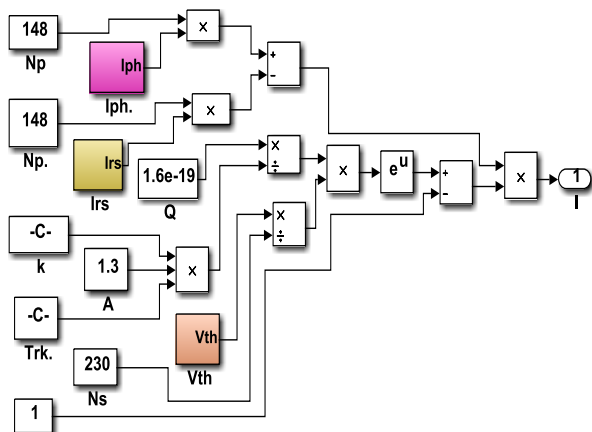 148
×
Np
Iph
Iph.
+
−
148
×
Np.
Irs
Irs
1.6e-19
Q
×
÷
×
e^u
+
−
×
1
I
×
÷
-C-
k
1.3
A
×
-C-
Trk.
Vth
Vth
230
Ns
1